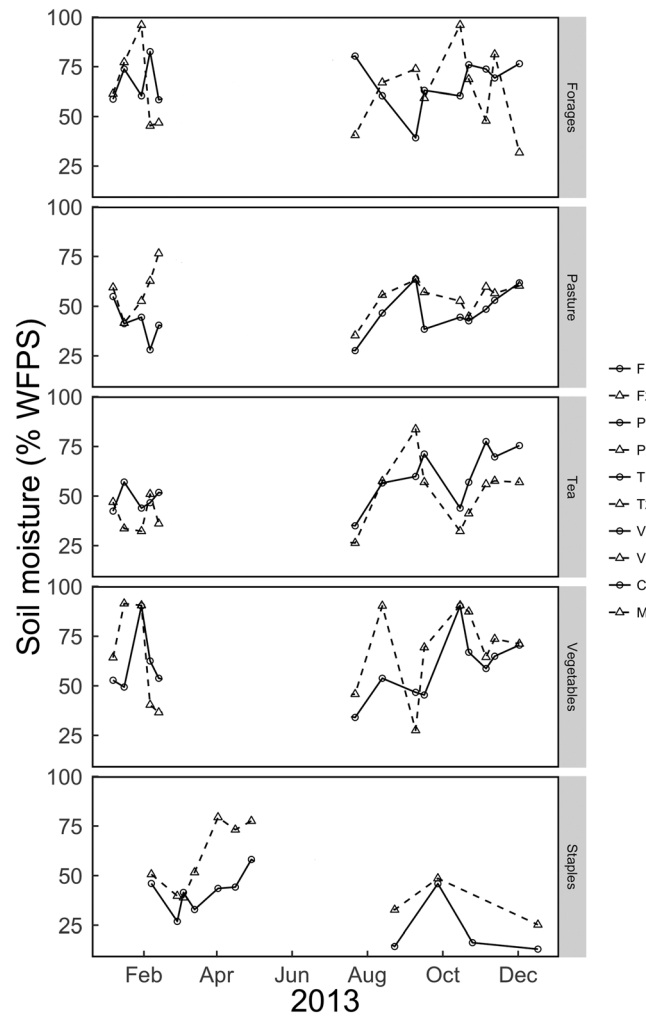 100
75
50
25
Forages
100
75
50
25
Pasture
Soil moisture (% WFPS)
100
75
50
25
Tea
100
75
50
25
Vegetables
100
75
50
25
Staples
Feb Apr Jun Aug Oct Dec
2013
F
F
P
P
T
T
V
V
C
M